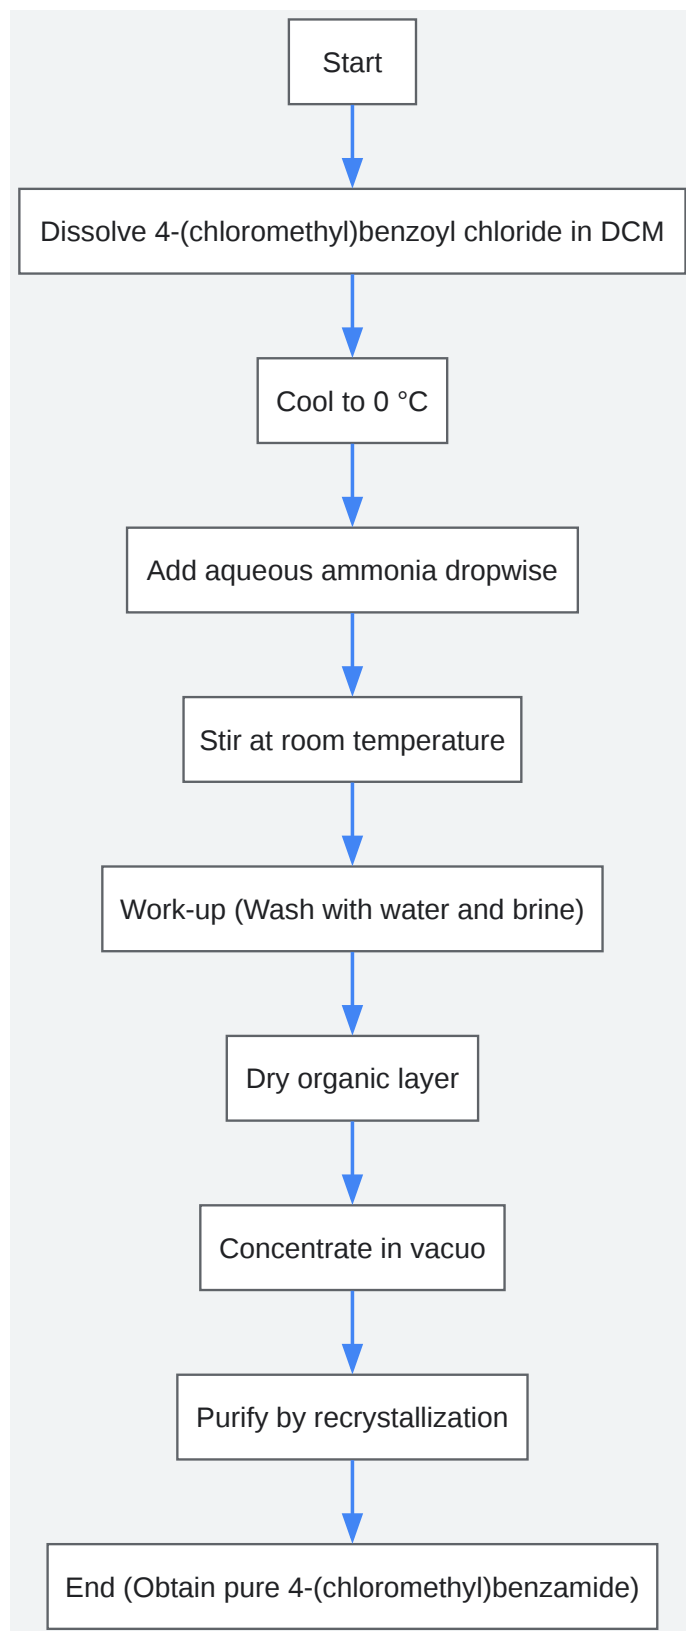 Start
Dissolve 4-(chloromethyl)benzoyl chloride in DCM
Cool to 0 °C
Add aqueous ammonia dropwise
Stir at room temperature
Work-up (Wash with water and brine)
Dry organic layer
Concentrate in vacuo
Purify by recrystallization
End (Obtain pure 4-(chloromethyl)benzamide)